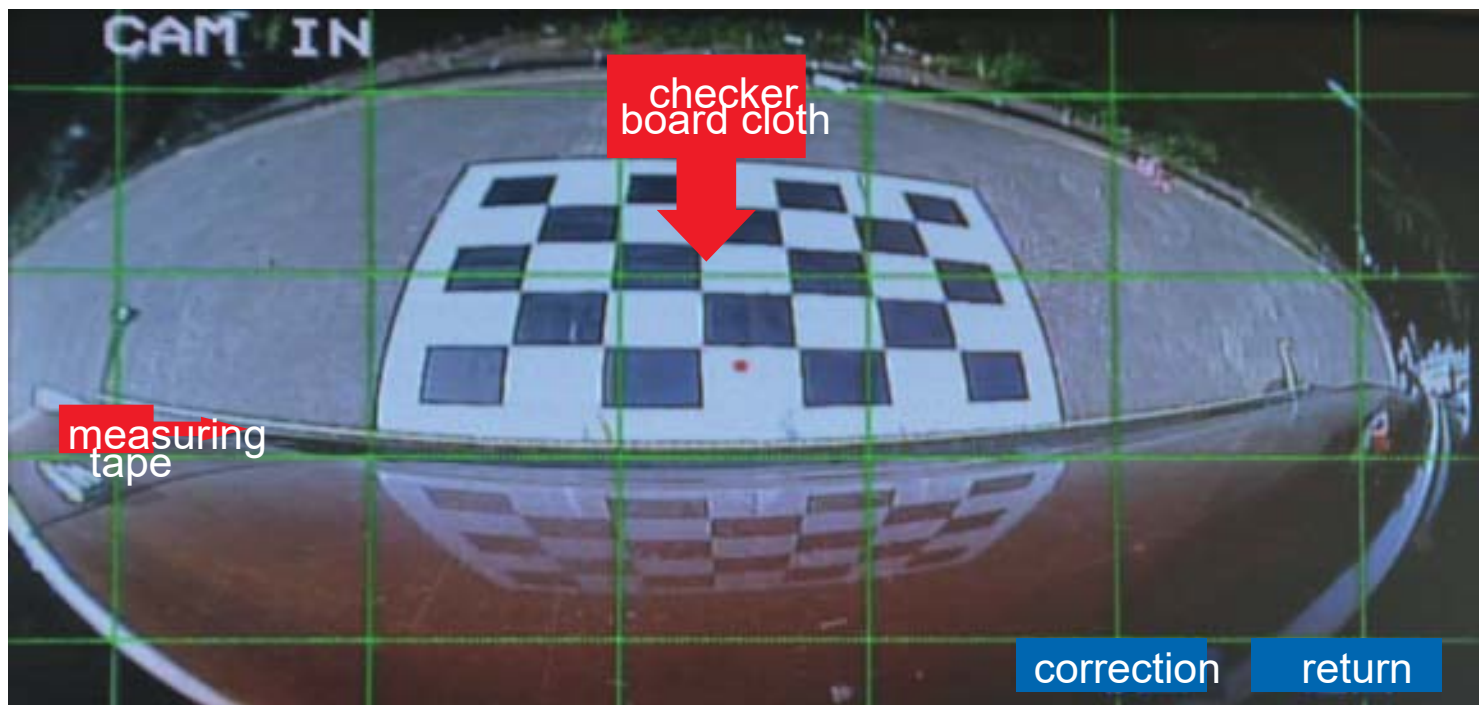 CAM IN
checker
board cloth
measuring
tape
correction
return